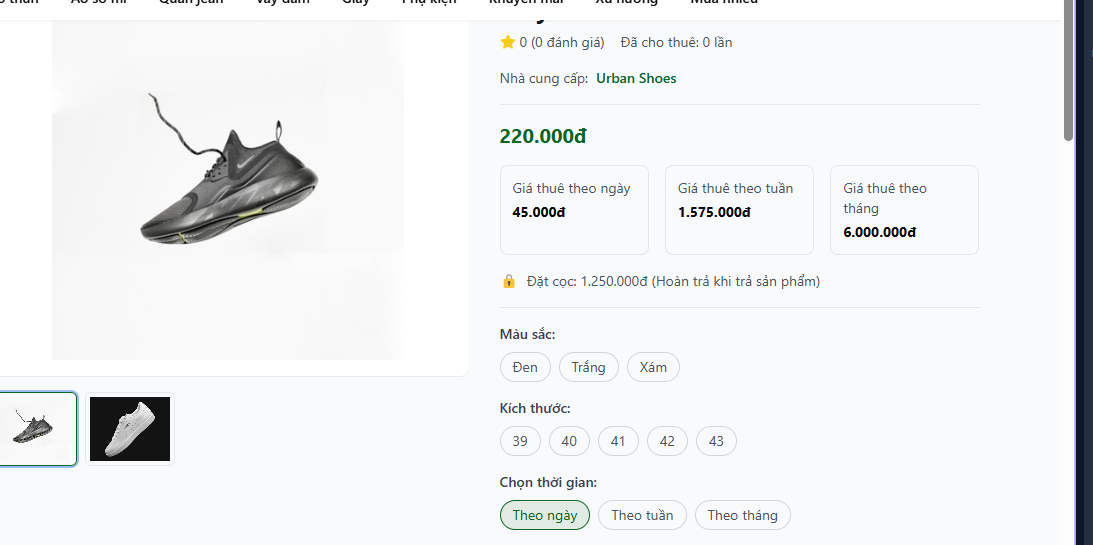 Áo sơ mi Quần jean Váy đầm Giày Phụ kiện Khuyến mãi Xu hướng Mua nhiều
0 (0 đánh giá) Đã cho thuê: 0 lần
Nhà cung cấp: Urban Shoes
220.000đ
Giá thuê theo ngày
45.000đ
Giá thuê theo tuần
1.575.000đ
Giá thuê theo
tháng
6.000.000đ
Đặt cọc: 1.250.000đ (Hoàn trả khi trả sản phẩm)
Màu sắc:
Đen Trắng Xám
Kích thước:
39 40 41 42 43
Chọn thời gian:
Theo ngày Theo tuần Theo tháng